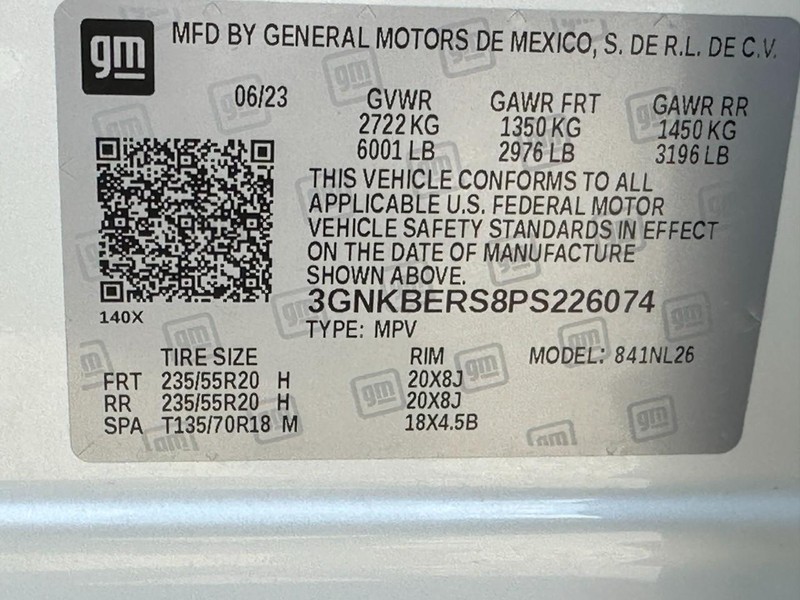 gm MFD BY GENERAL MOTORS DE MEXICO, S. DE R.L. DE C.V.
06/23 GVWR GAWR FRT GAWR RR
2722 KG 1350 KG 1450 KG
6001 LB 2976 LB 3196 LB
THIS VEHICLE CONFORMS TO ALL
APPLICABLE U.S. FEDERAL MOTOR
VEHICLE SAFETY STANDARDS IN EFFECT
ON THE DATE OF MANUFACTURE
SHOWN ABOVE.
3GNKBERS8PS226074
140X
TYPE: MPV
TIRE SIZE RIM MODEL: 841NL26
FRT 235/55R20 H 20X8J
RR 235/55R20 H 20X8J
SPA T135/70R18 M 18X4.5B